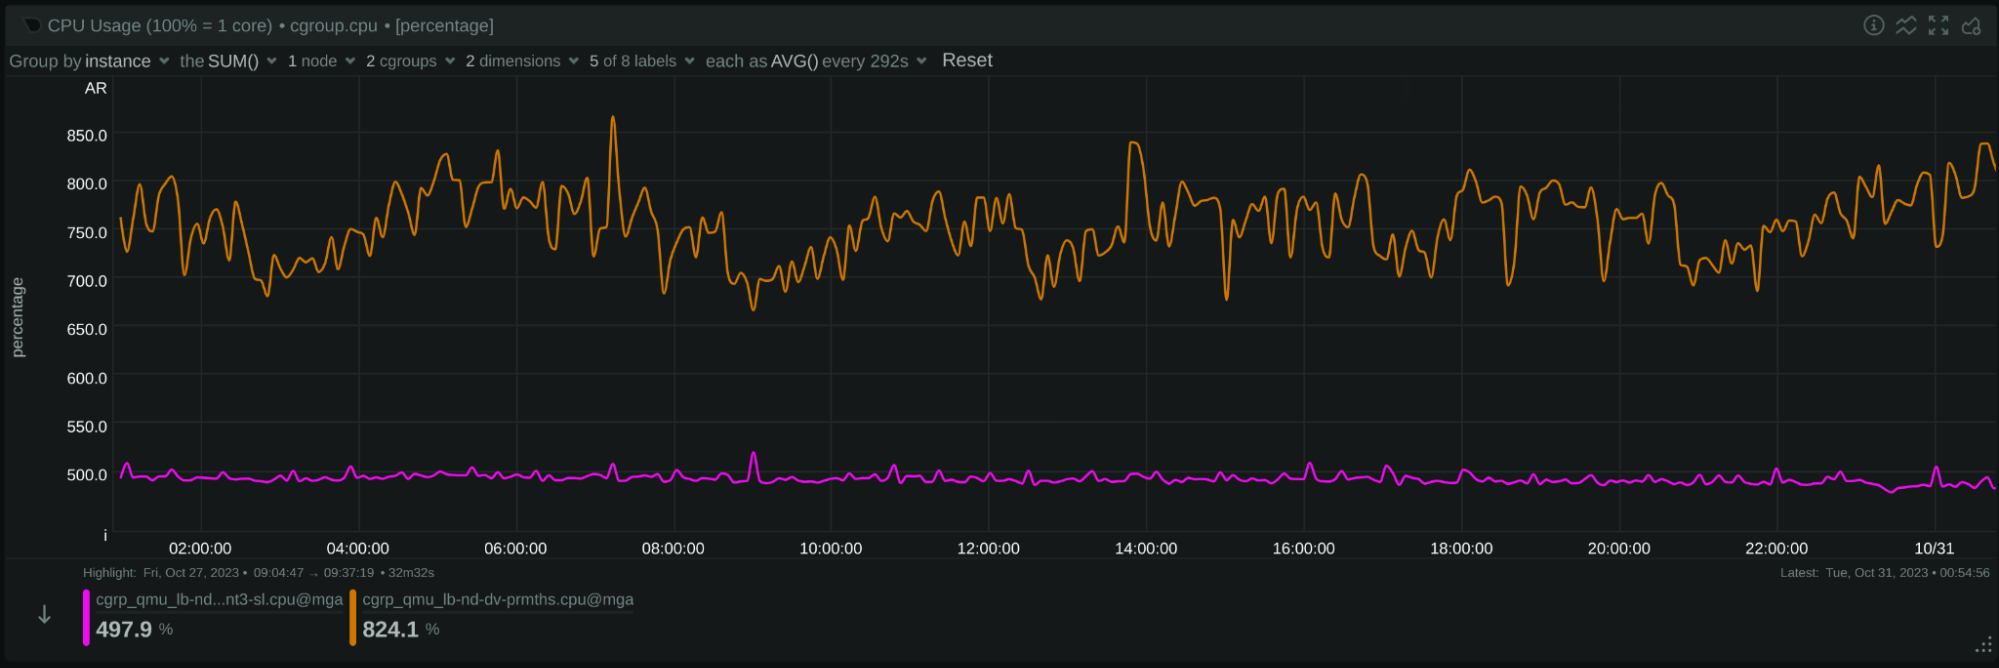 CPU Usage (100% = 1 core) • cgroup.cpu • [percentage]
Group by instance the SUM() 1 node 2 cgroups 2 dimensions 5 of 8 labels each as AVG() every 292s Reset
AR
850.0
800.0
750.0
700.0
650.0
600.0
550.0
500.0
i
percentage
02:00:00 04:00:00 06:00:00 08:00:00 10:00:00 12:00:00 14:00:00 16:00:00 18:00:00 20:00:00 22:00:00 10/31
Highlight: Fri, Oct 27, 2023 • 09:04:47 → 09:37:19 • 32m32s
Latest: Tue, Oct 31, 2023 • 00:54:56
cgrp_qmu_lb-nd...nt3-sl.cpu@mga cgrp_qmu_lb-nd-dv-prmths.cpu@mga
497.9 % 824.1 %